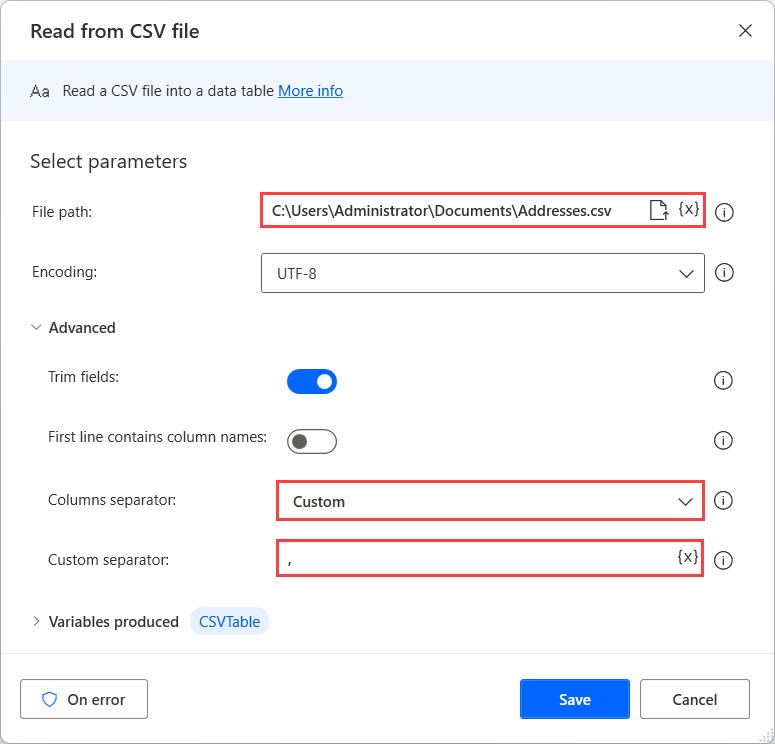 Read from CSV file
Aa Read a CSV file into a data table More info
Select parameters
File path: C:\Users\Administrator\Documents\Addresses.csv {x}
Encoding: UTF-8
Advanced
Trim fields:
First line contains column names:
Columns separator: Custom
Custom separator: , {x}
Variables produced CSVTable
On error Save Cancel